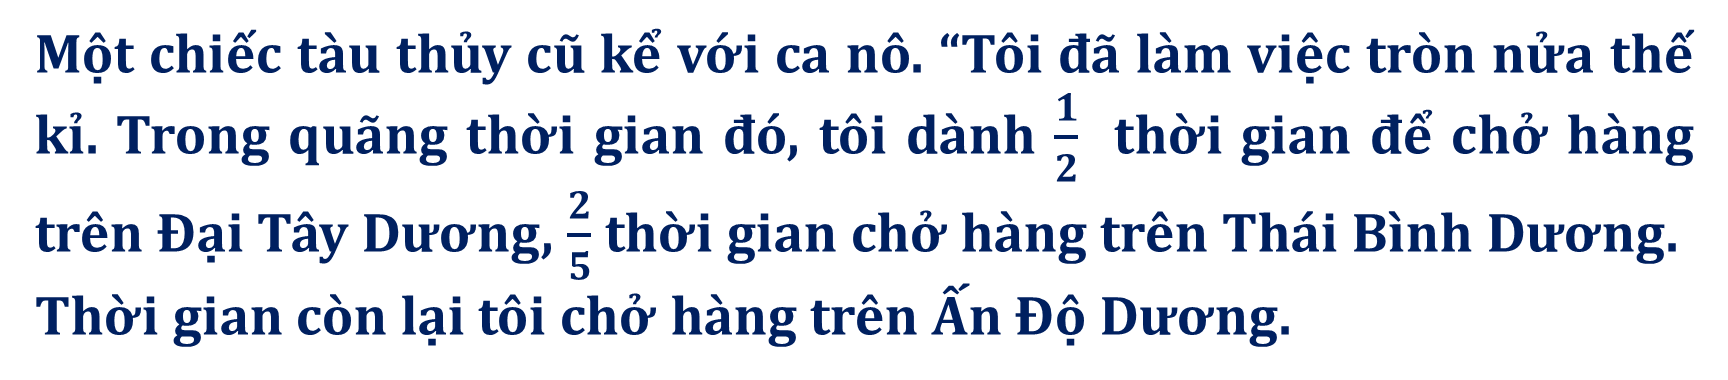 Một chiếc tàu thủy cũ kể với ca nô. “Tôi đã làm việc tròn nửa thế
kỉ. Trong quãng thời gian đó, tôi dành 1/2 thời gian để chở hàng
trên Đại Tây Dương, 2/5 thời gian chở hàng trên Thái Bình Dương.
Thời gian còn lại tôi chở hàng trên Ấn Độ Dương.